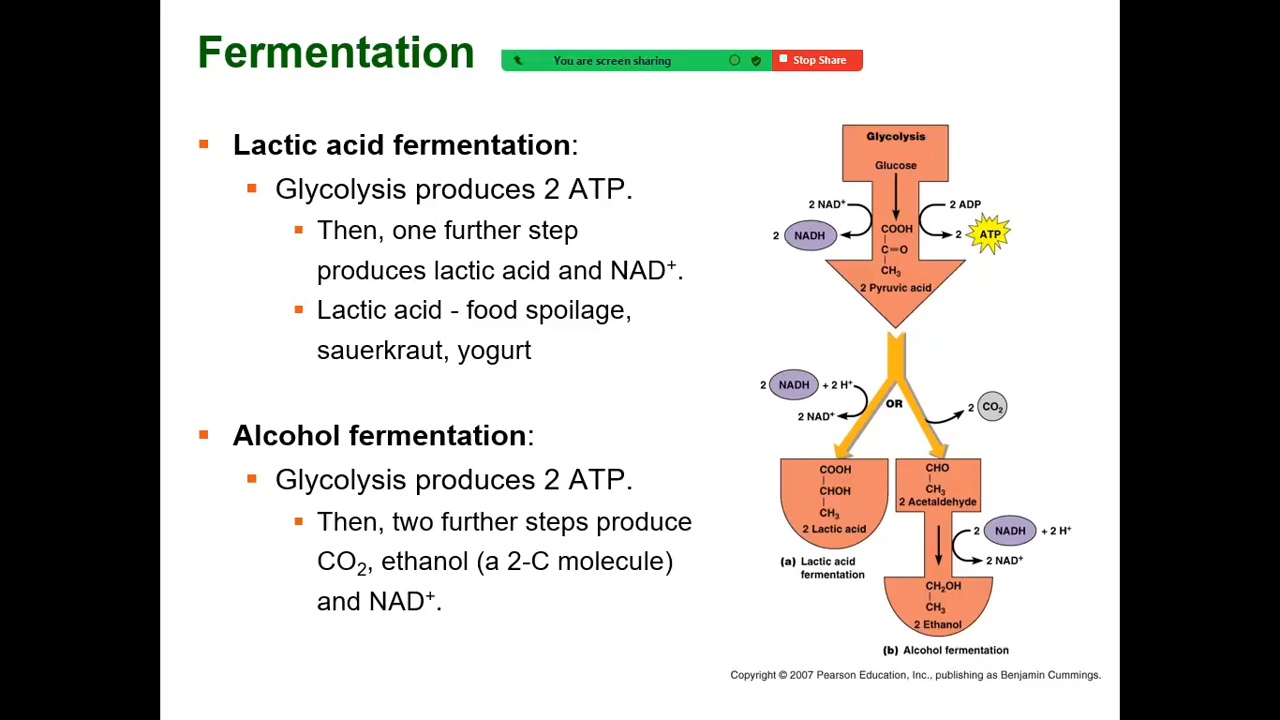 Fermentation
You are screen sharing
Stop Share
Lactic acid fermentation:
Glycolysis produces 2 ATP.
Then, one further step
produces lactic acid and NAD⁺.
Lactic acid - food spoilage,
sauerkraut, yogurt
Alcohol fermentation:
Glycolysis produces 2 ATP.
Then, two further steps produce
CO₂, ethanol (a 2-C molecule)
and NAD⁺.
Glycolysis
Glucose
2 NAD⁺
2 ADP
2 NADH
2 ATP
COOH
C=O
CH₃
2 Pyruvic acid
2 NADH + 2 H⁺
2 NAD⁺
OR
2 CO₂
COOH
CHOH
CH₃
2 Lactic acid
(a) Lactic acid
fermentation
CHO
CH₃
2 Acetaldehyde
2 NADH + 2 H⁺
2 NAD⁺
CH₂OH
CH₃
2 Ethanol
(b) Alcohol fermentation
Copyright © 2007 Pearson Education, Inc., publishing as Benjamin Cummings.